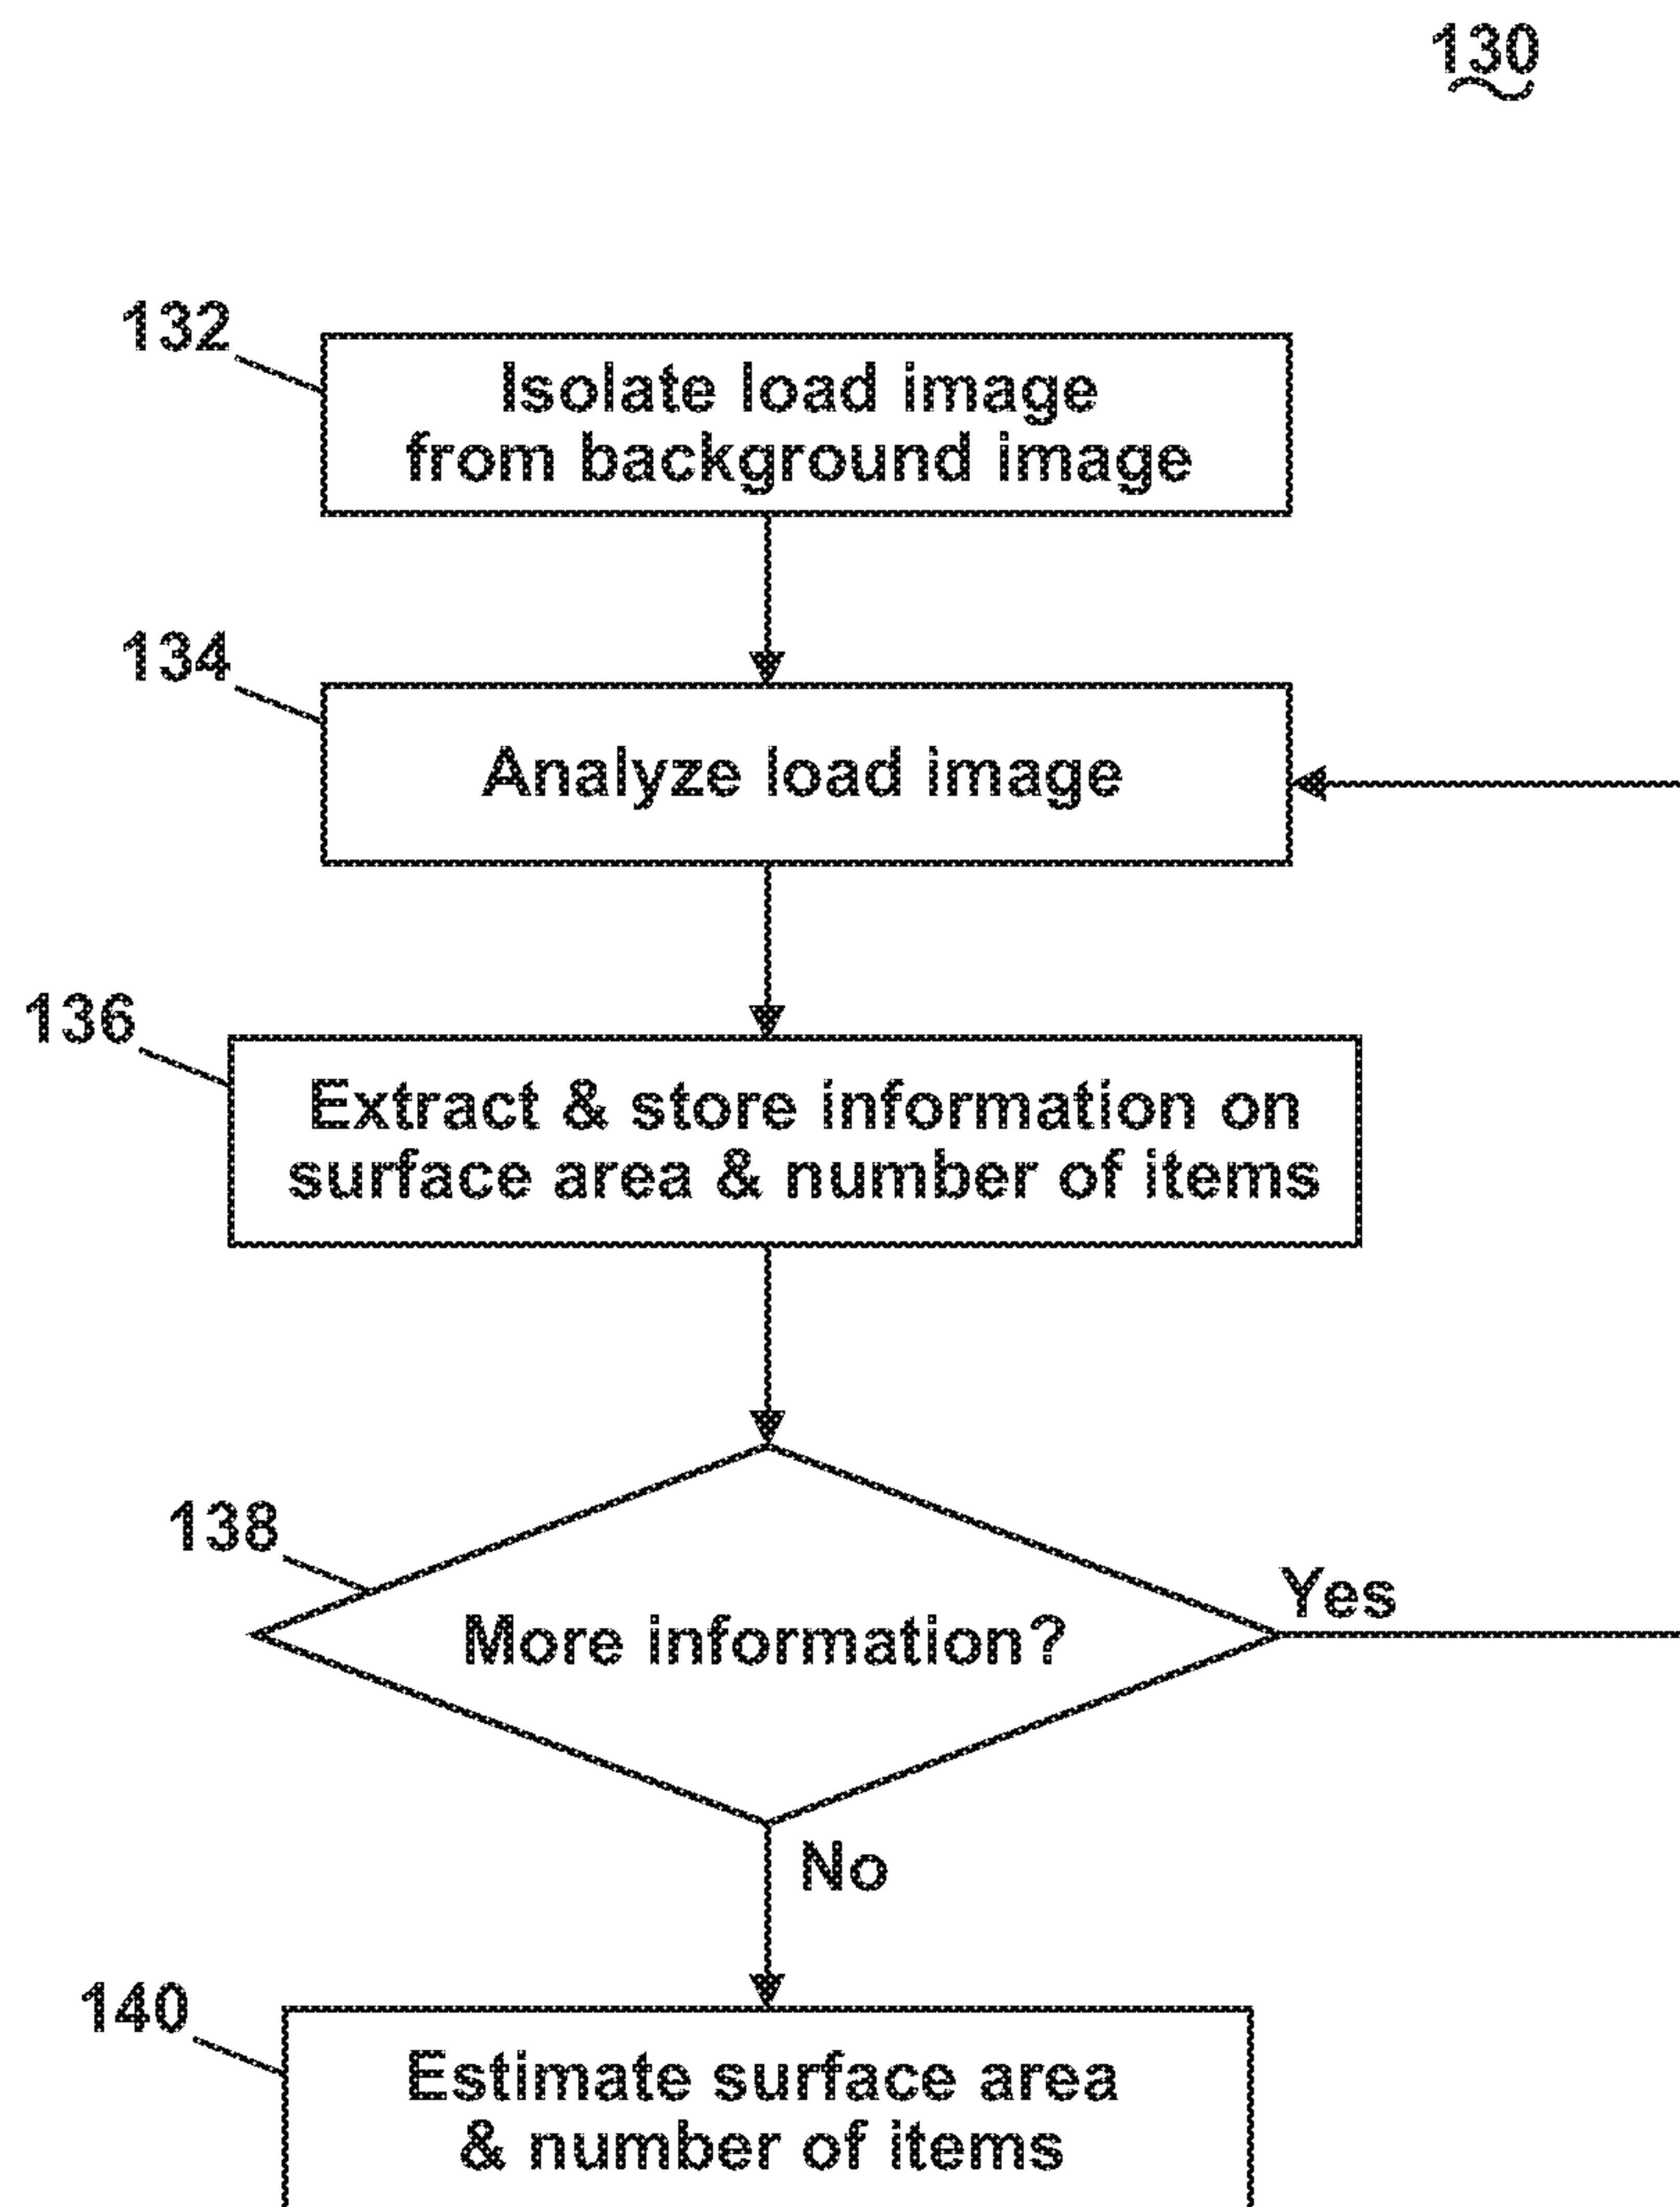 130
132
Isolate load image
from background image
134
Analyze load image
136
Extract & store information on
surface area & number of items
138
More information?
Yes
No
140
Estimate surface area
& number of items